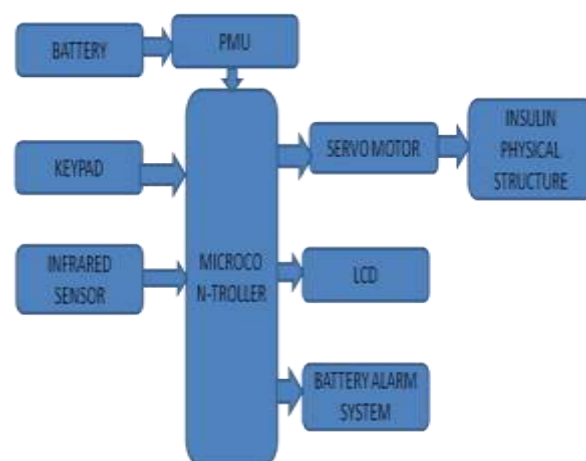 BATTERY
PMU
KEYPAD
INFRARED
SENSOR
MICROCO
N-TROLLER
SERVO MOTOR
INSULIN
PHYSICAL
STRUCTURE
LCD
BATTERY ALARM
SYSTEM